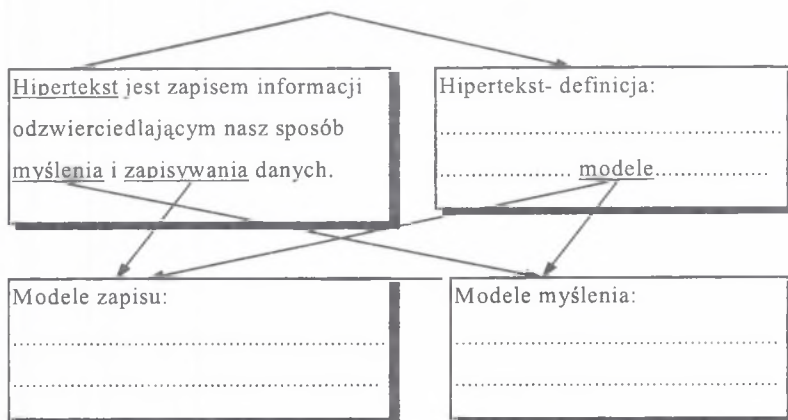 Hipertekst jest zapisem informacji
odzwierciedlającym nasz sposób
myślenia i zapisywania danych.
Hipertekst- definicja:
................................................................
...................... modele...................
Modele zapisu:
................................................................
................................................................
Modele myślenia:
........................................................
........................................................